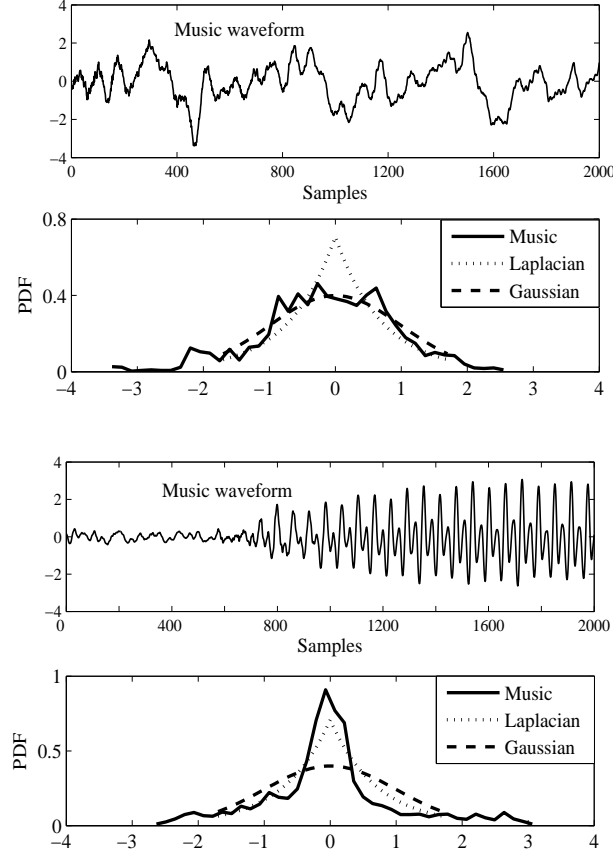 4
2
0
−2
−4
Music waveform
0 400 800 1200 1600 2000
Samples
0.8
0.4
0
PDF
Music
Laplacian
Gaussian
−4 −3 −2 −1 0 1 2 3 4
4
2
0
−2
−4
Music waveform
0 400 800 1200 1600 2000
Samples
1
0.5
0
PDF
Music
Laplacian
Gaussian
−4 −3 −2 −1 0 1 2 3 4